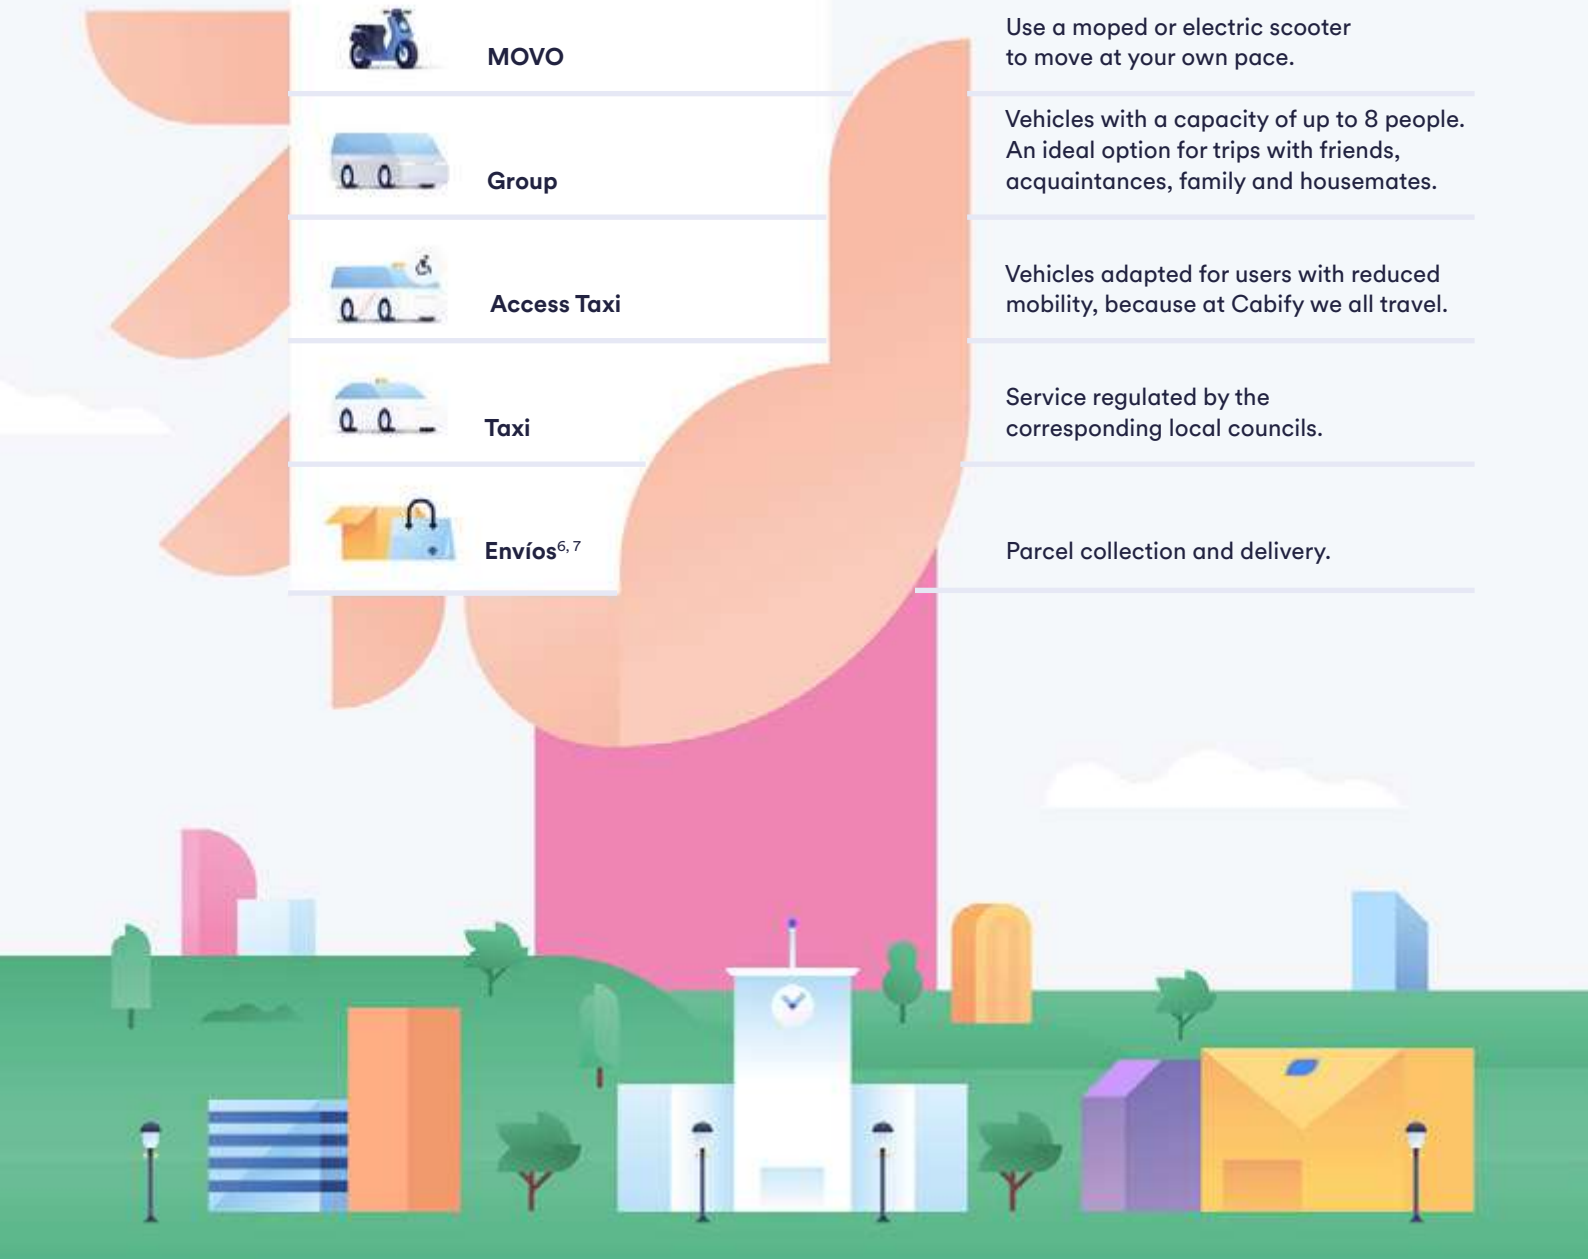 MOVO
Use a moped or electric scooter
to move at your own pace.
Group
Vehicles with a capacity of up to 8 people.
An ideal option for trips with friends,
acquaintances, family and housemates.
Access Taxi
Vehicles adapted for users with reduced
mobility, because at Cabify we all travel.
Taxi
Service regulated by the
corresponding local councils.
Envíos6, 7
Parcel collection and delivery.